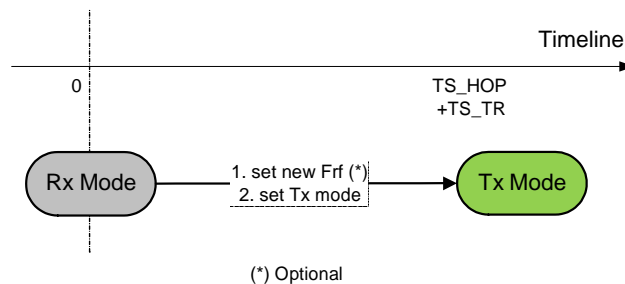 Timeline
0
TS_HOP
+TS_TR
Rx Mode
1. set new Frf (*)
2. set Tx mode
Tx Mode
(*) Optional